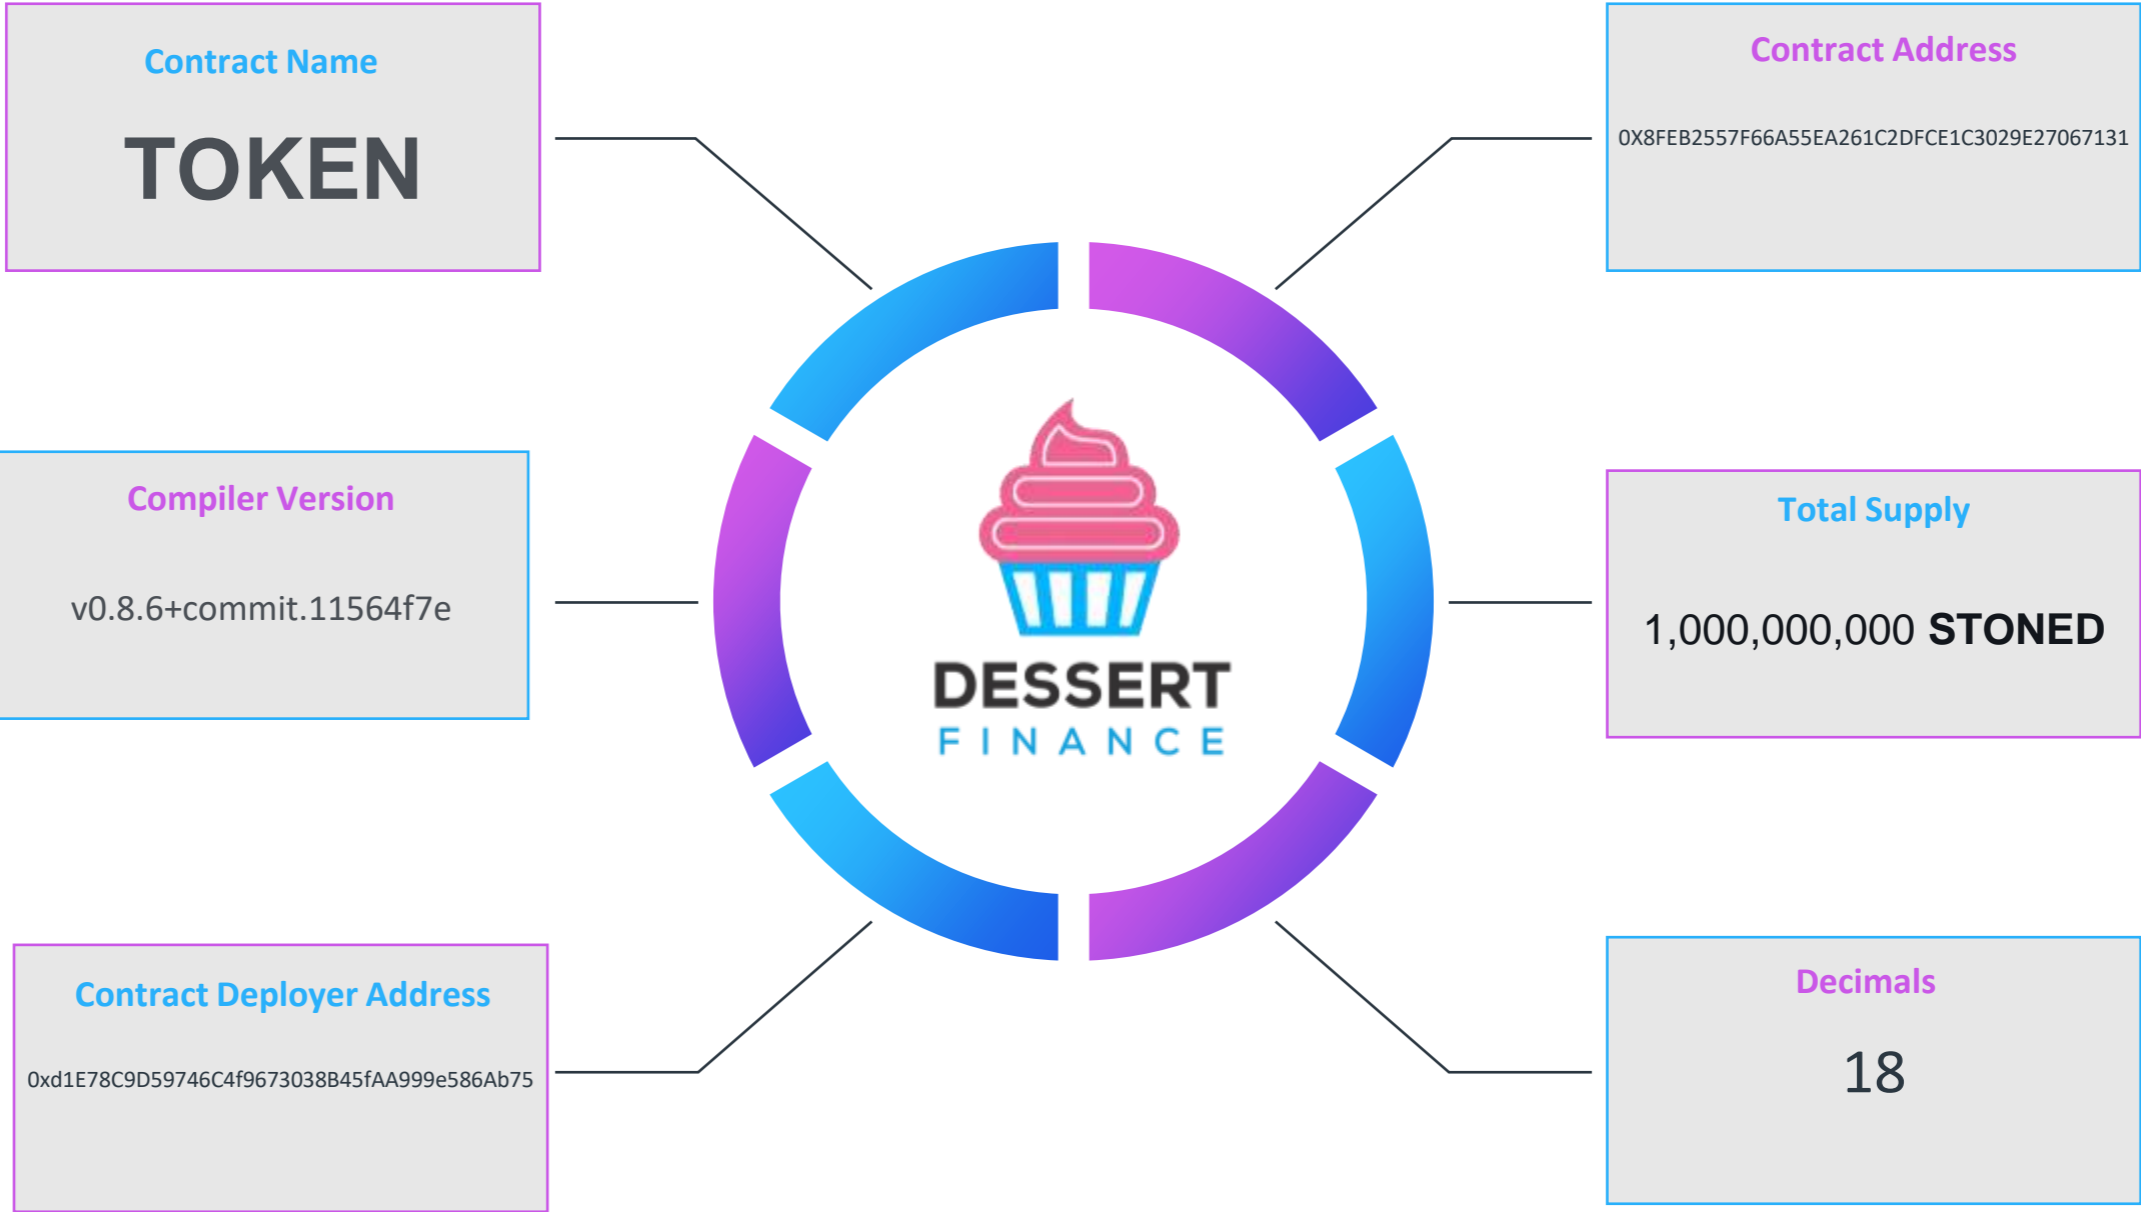 Contract Name
TOKEN
Contract Address
0X8FEB2557F66A55EA261C2DFCE1C3029E27067131
Compiler Version
v0.8.6+commit.11564f7e
Total Supply
1,000,000,000 STONED
DESSERT
FINANCE
Contract Deployer Address
0xd1E78C9D59746C4f9673038B45fAA999e586Ab75
Decimals
18